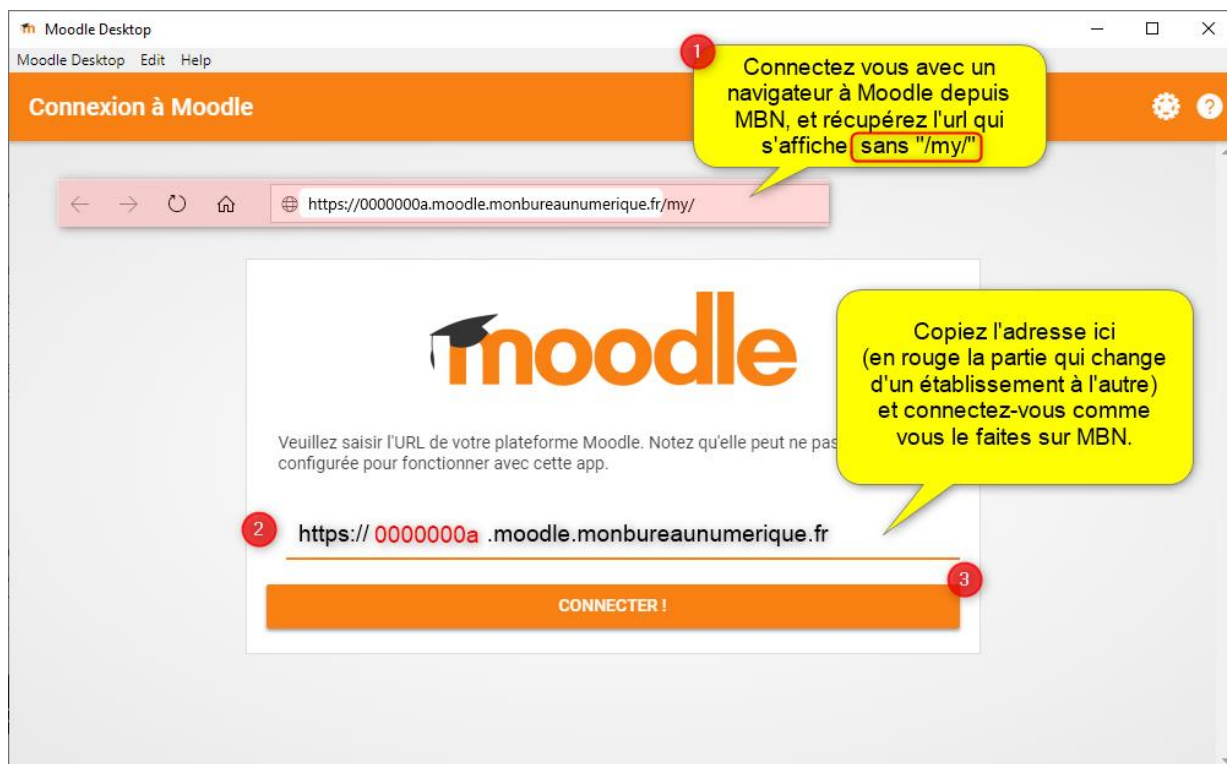 Moodle Desktop
Moodle Desktop Edit Help
Connexion à Moodle
1
Connectez vous avec un
navigateur à Moodle depuis
MBN, et récupérez l'url qui
s'affiche sans "/my/"
https://0000000a.moodle.monbureaunumerique.fr/my/
moodle
Copiez l'adresse ici
(en rouge la partie qui change
d'un établissement à l'autre)
et connectez-vous comme
vous le faites sur MBN.
Veuillez saisir l'URL de votre plateforme Moodle. Notez qu'elle peut ne pas
configurée pour fonctionner avec cette app.
2
https:// 0000000a .moodle.monbureaunumerique.fr
3
CONNECTER !